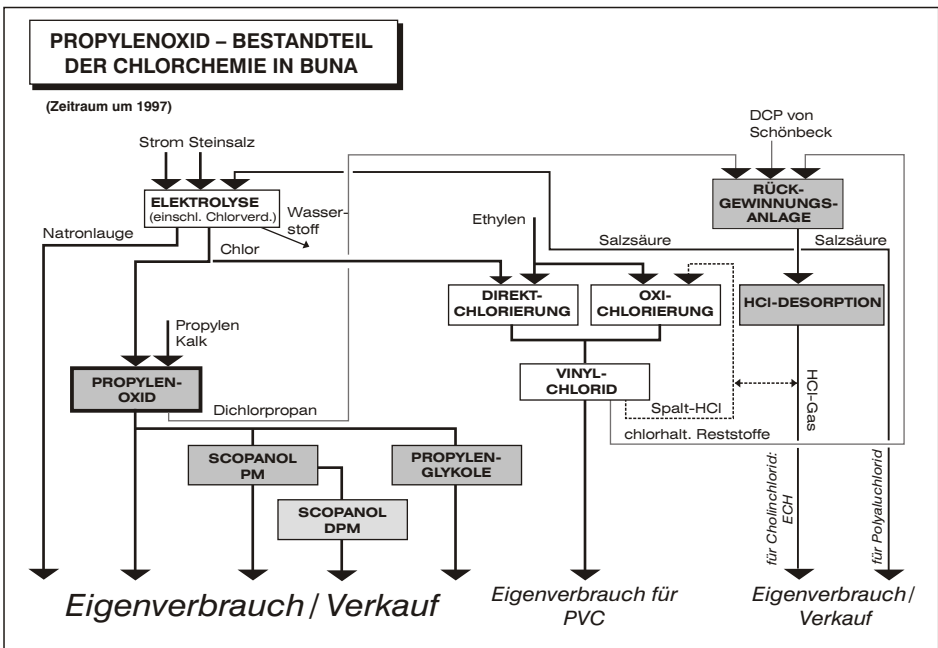 PROPYLENOXID – BESTANDTEIL
DER CHLORCHEMIE IN BUNA
(Zeitraum um 1997)
DCP von
Schönbeck
Strom Steinsalz
ELEKTROLYSE
(einschl. Chlorverd.)
Wasser-
stoff
RÜCK-
GEWINNUNGS-
ANLAGE
Natronlauge
Chlor
Ethylen
Salzsäure
Salzsäure
DIREKT-
CHLORIERUNG
OXI-
CHLORIERUNG
HCl-DESORPTION
Propylen
Kalk
PROPYLEN-
OXID
Dichlorpropan
VINYL-
CHLORID
Spalt-HCl
HCl-Gas
chlorhalt. Reststoffe
SCOPANOL
PM
PROPYLEN-
GLYKOLE
SCOPANOL
DPM
für Cholinchlorid:
ECH
für Polyaluchlorid
Eigenverbrauch / Verkauf
Eigenverbrauch für
PVC
Eigenverbrauch /
Verkauf